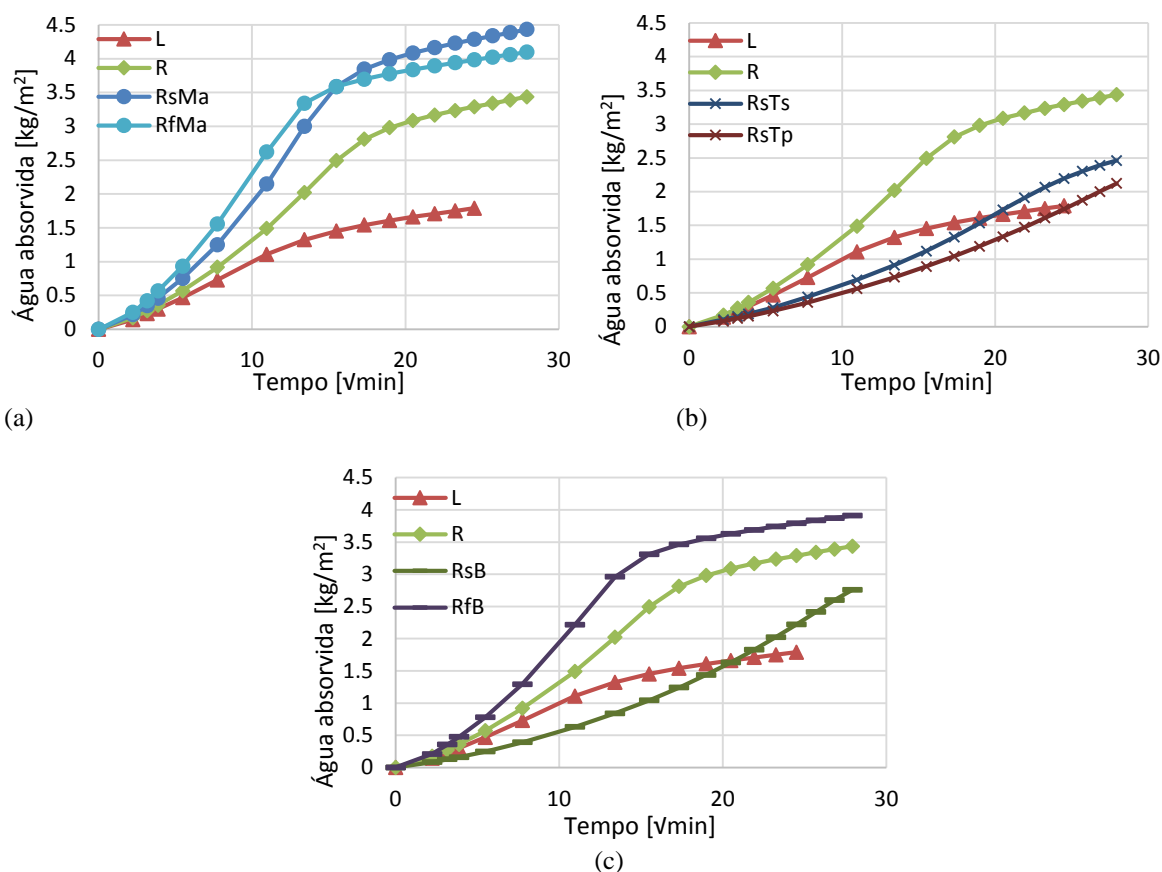 4.5
4
3.5
3
2.5
2
1.5
1
0.5
0
Água absorvida [kg/m²]
L
R
RsMa
RfMa
0 10 20 30
Tempo [√min]
(a)
4.5
4
3.5
3
2.5
2
1.5
1
0.5
0
Água absorvida [kg/m²]
L
R
RsTs
RsTp
0 10 20 30
Tempo [√min]
(b)
4.5
4
3.5
3
2.5
2
1.5
1
0.5
0
Água absorvida [kg/m²]
L
R
RsB
RfB
0 10 20 30
Tempo [√min]
(c)